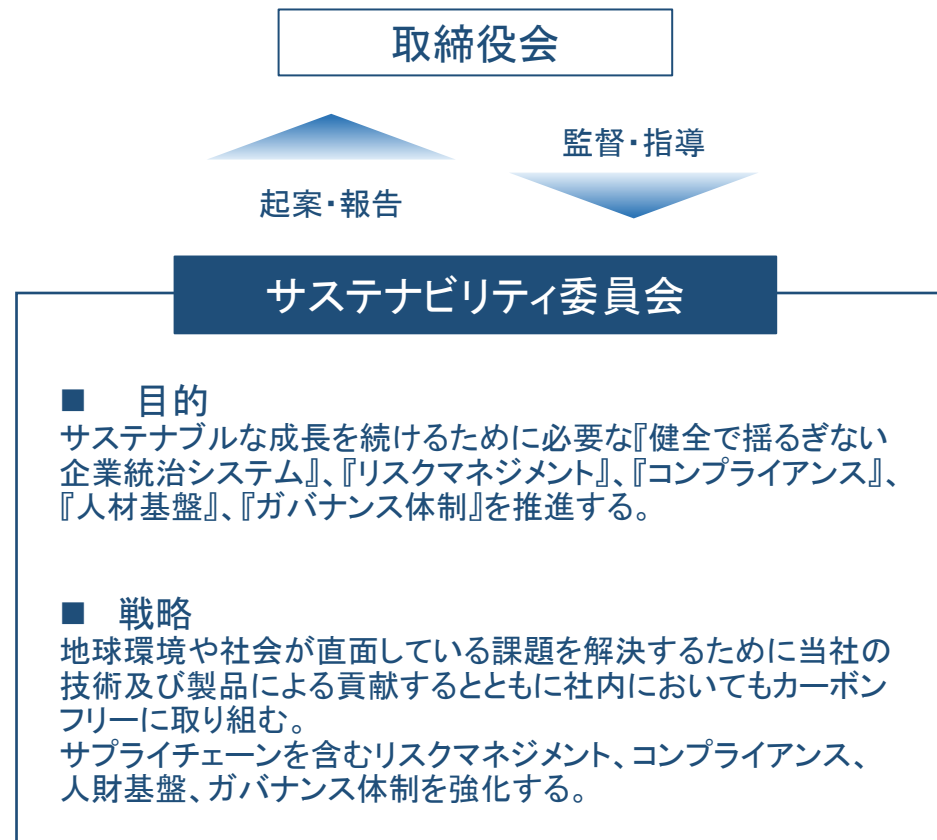 取締役会
監督・指導
起案・報告
サステナビリティ委員会
■ 目的
サステナブルな成長を続けるために必要な『健全で揺るぎない
企業統治システム』、『リスクマネジメント』、『コンプライアンス』、
『人材基盤』、『ガバナンス体制』を推進する。
■ 戦略
地球環境や社会が直面している課題を解決するために当社の
技術及び製品による貢献するとともに社内においてもカーボン
フリーに取り組む。
サプライチェーンを含むリスクマネジメント、コンプライアンス、
人財基盤、ガバナンス体制を強化する。